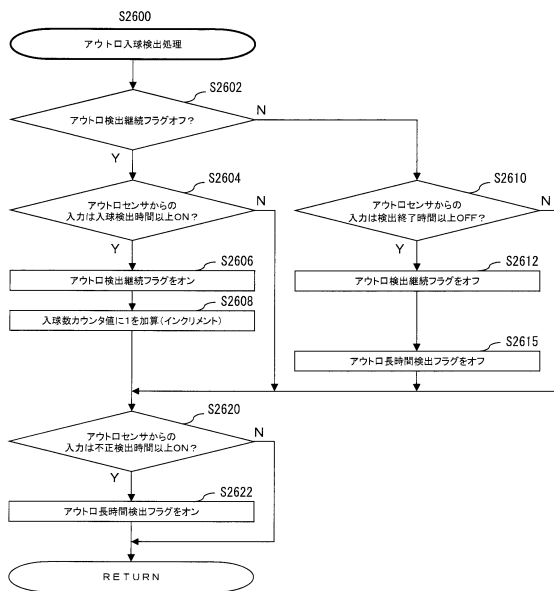 S2600
アウトロ入球検出処理
S2602
アウトロ検出継続フラグオフ?
N
Y
S2604
アウトロセンサからの
入力は入球検出時間以上ON?
N
Y
S2610
アウトロセンサからの
入力は検出終了時間以上OFF?
N
Y
S2606
アウトロ検出継続フラグをオン
S2612
アウトロ検出継続フラグをオフ
S2608
入球数カウンタ値に1を加算(インクリメント)
S2615
アウトロ長時間検出フラグをオフ
S2620
アウトロセンサからの
入力は不正検出時間以上ON?
N
Y
S2622
アウトロ長時間検出フラグをオン
RETURN